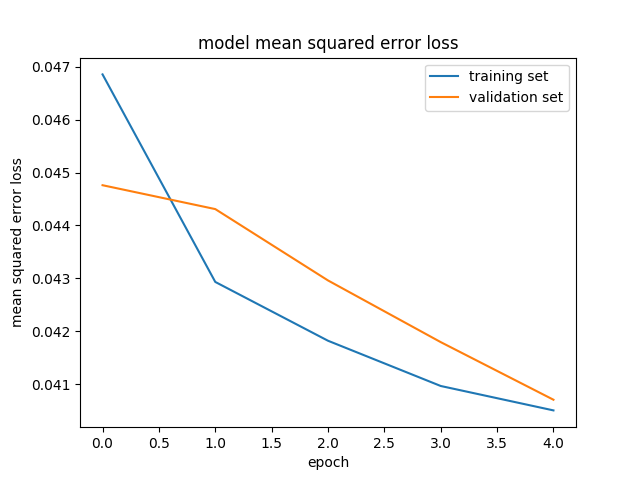 model mean squared error loss
training set
validation set
0.047
0.046
0.045
0.044
0.043
0.042
0.041
mean squared error loss
0.0 0.5 1.0 1.5 2.0 2.5 3.0 3.5 4.0
epoch